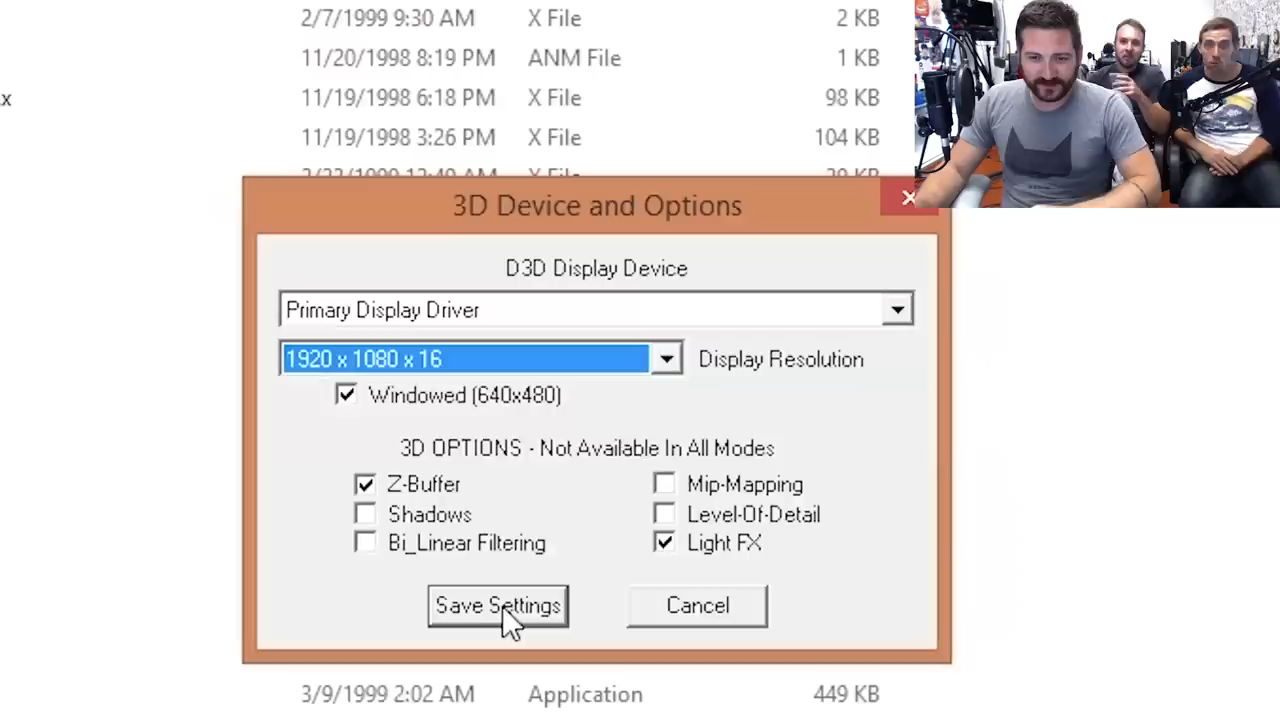 2/7/1999 9:30 AM X File 2 KB
11/20/1998 8:19 PM ANM File 1 KB
x 11/19/1998 6:18 PM X File 98 KB
11/19/1998 3:26 PM X File 104 KB
3D Device and Options
D3D Display Device
Primary Display Driver
1920 x 1080 x 16 Display Resolution
Windowed (640x480)
3D OPTIONS - Not Available In All Modes
Z-Buffer Mip-Mapping
Shadows Level-Of-Detail
Bi_Linear Filtering Light FX
Save Settings Cancel
3/9/1999 2:02 AM Application 449 KB